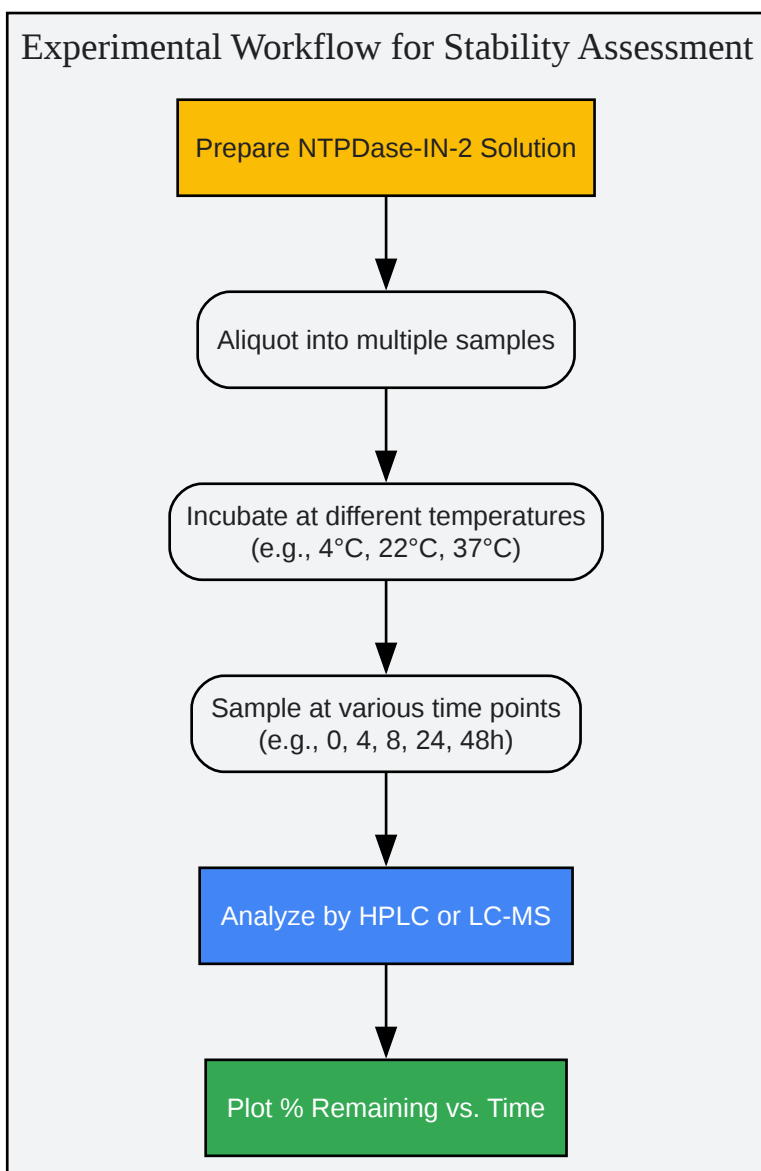 Experimental Workflow for Stability Assessment
Prepare NTPDase-IN-2 Solution
Aliquot into multiple samples
Incubate at different temperatures
(e.g., 4°C, 22°C, 37°C)
Sample at various time points
(e.g., 0, 4, 8, 24, 48h)
Analyze by HPLC or LC-MS
Plot % Remaining vs. Time